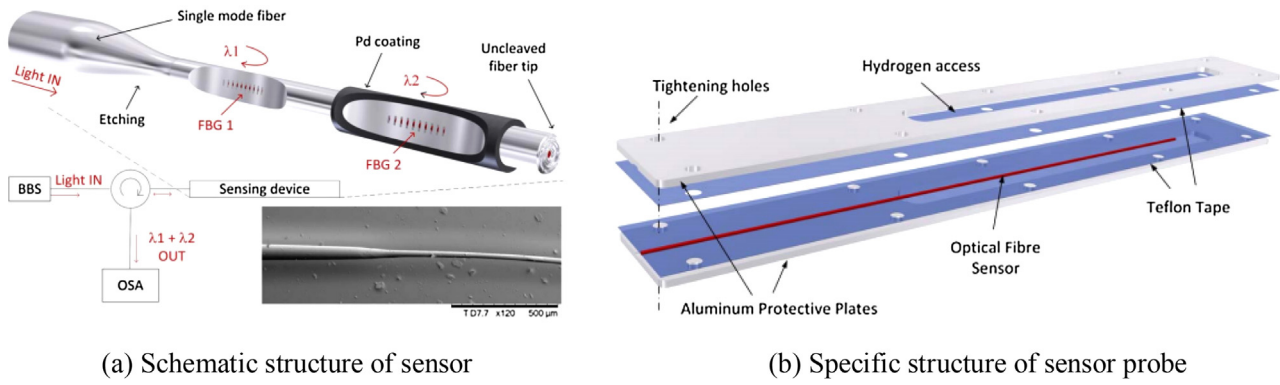 Single mode fiber
Pd coating
Uncleaved
fiber tip
λ1
λ2
Light IN
Etching
FBG 1
FBG 2
BBS
Light IN
Sensing device
λ1 + λ2
OUT
OSA
T D7.7 x120 500 µm
(a) Schematic structure of sensor
Hydrogen access
Tightening holes
Teflon Tape
Optical Fibre
Sensor
Aluminum Protective Plates
(b) Specific structure of sensor probe